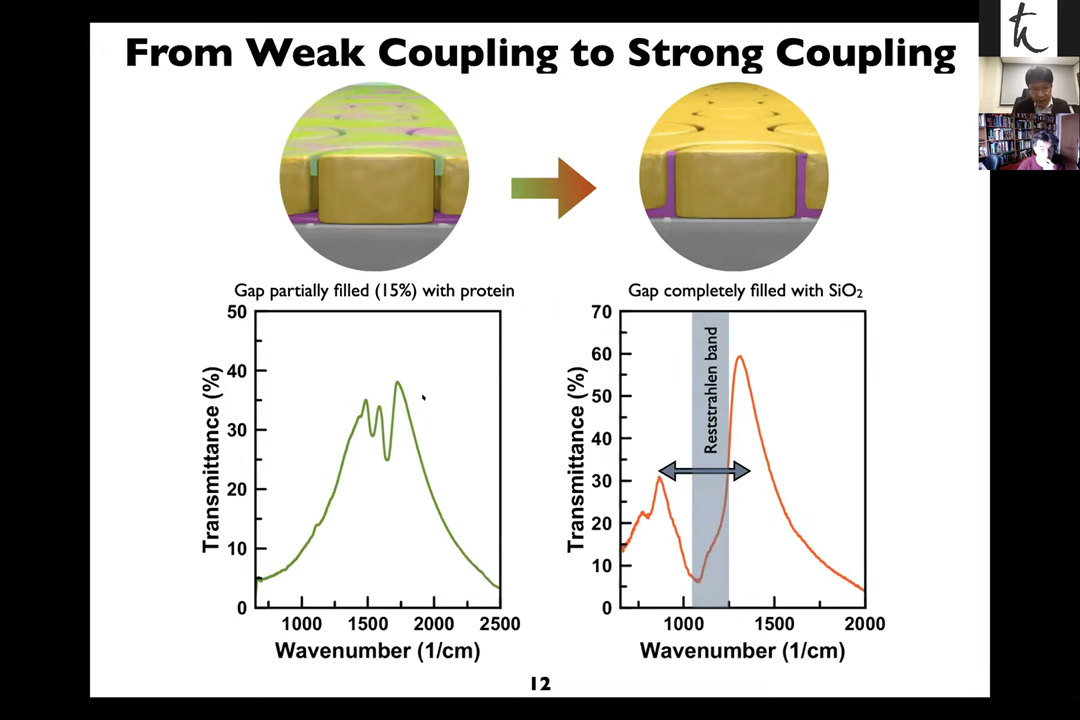 From Weak Coupling to Strong Coupling
Gap partially filled (15%) with protein
Gap completely filled with SiO₂
50
40
30
20
10
0
Transmittance (%)
1000 1500 2000 2500
Wavenumber (1/cm)
70
60
50
40
30
20
10
0
Transmittance (%)
Reststrahlen band
1000 1500 2000
Wavenumber (1/cm)
12